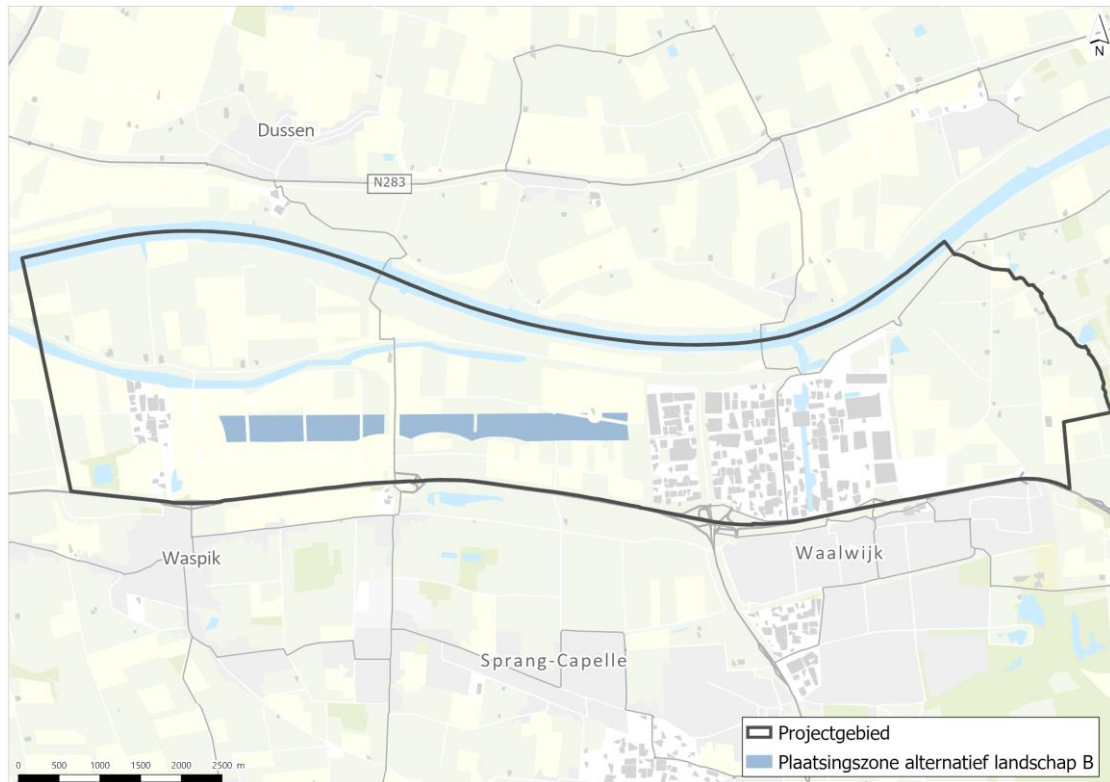 N
Dussen
N283
Waspik
Waalwijk
Sprang-Capelle
Projectgebied
Plaatsingszone alternatief landschap B
0 500 1000 1500 2000 2500 m